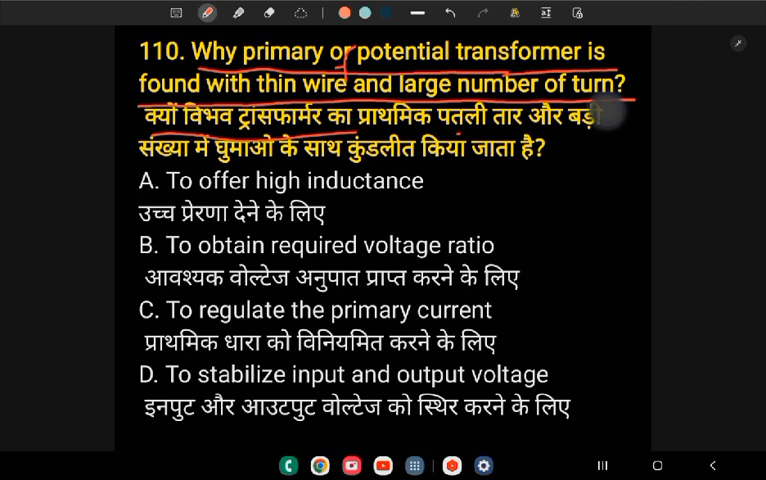 110. Why primary or potential transformer is
found with thin wire and large number of turn?
क्यों विभव ट्रांसफार्मर का प्राथमिक पतली तार और बड़ी
संख्या में घुमाओ के साथ कुंडलीत किया जाता है?
A. To offer high inductance
उच्च प्रेरणा देने के लिए
B. To obtain required voltage ratio
आवश्यक वोल्टेज अनुपात प्राप्त करने के लिए
C. To regulate the primary current
प्राथमिक धारा को विनियमित करने के लिए
D. To stabilize input and output voltage
इनपुट और आउटपुट वोल्टेज को स्थिर करने के लिए